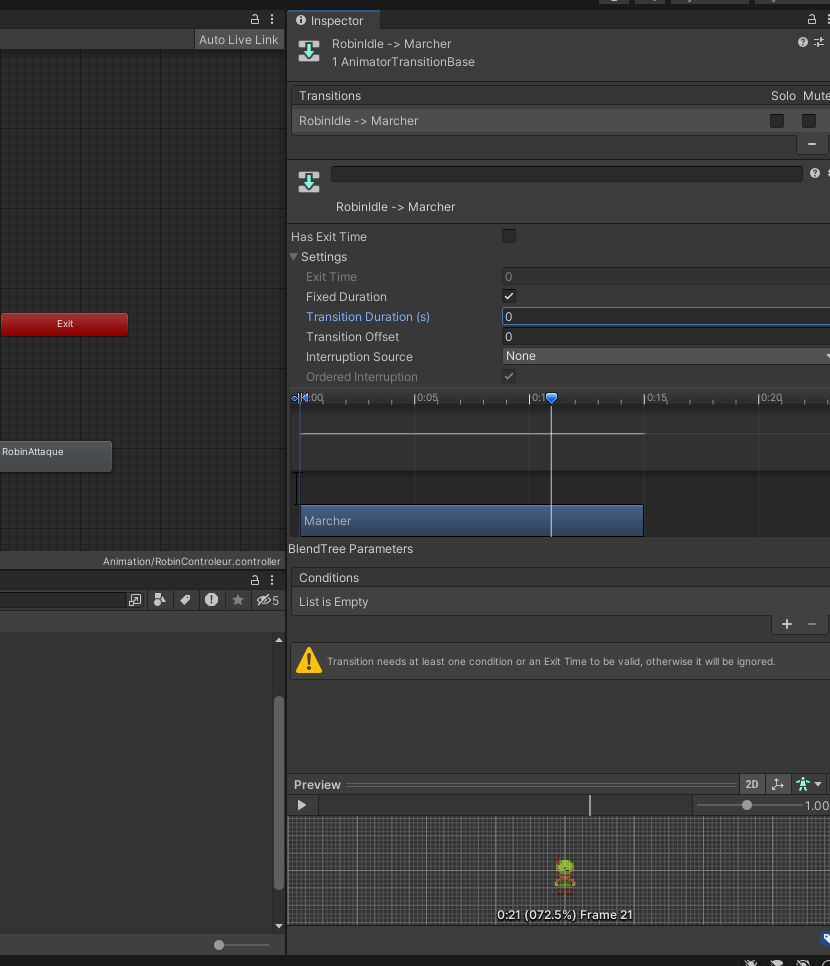 Inspector
Auto Live Link
RobinIdle -> Marcher
1 AnimatorTransitionBase
Transitions
Solo Mute
RobinIdle -> Marcher
RobinIdle -> Marcher
Has Exit Time
Settings
Exit Time
0
Fixed Duration
Transition Duration (s)
0
Transition Offset
0
Interruption Source
None
Ordered Interruption
0:05
0:15
0:20
Marcher
Exit
RobinAttaque
Animation/RobinControleur.controller
5
BlendTree Parameters
Conditions
List is Empty
Transition needs at least one condition or an Exit Time to be valid, otherwise it will be ignored.
Preview
2D
1.00
0:21 (072.5%) Frame 21